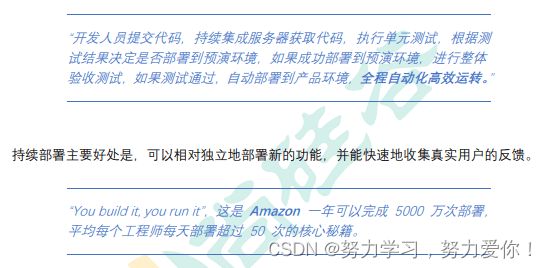 “开发人员提交代码，持续集成服务器获取代码，执行单元测试，根据测
试结果决定是否部署到预演环境，如果成功部署到预演环境，进行整体
验收测试，如果测试通过，自动部署到产品环境，全程自动化高效运转。”
持续部署主要好处是，可以相对独立地部署新的功能，并能快速地收集真实用户的反馈。
“You build it, you run it”，这是 Amazon 一年可以完成 5000 万次部署，
平均每个工程师每天部署超过 50 次的核心秘籍。
尚硅谷
CSDN @努力学习，努力爱你！